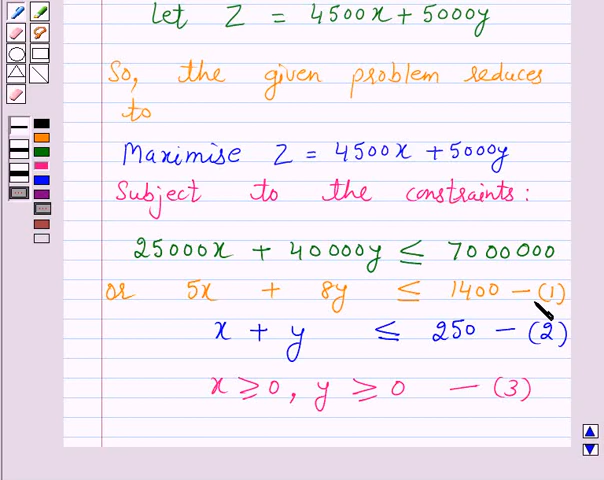 Let Z = 4500x + 5000y
So, the given problem reduces
to
Maximise Z = 4500x + 5000y
Subject to the constraints:
25000x + 40000y ≤ 7000000
or 5x + 8y ≤ 1400 — (1)
x + y ≤ 250 — (2)
x ≥ 0, y ≥ 0 — (3)